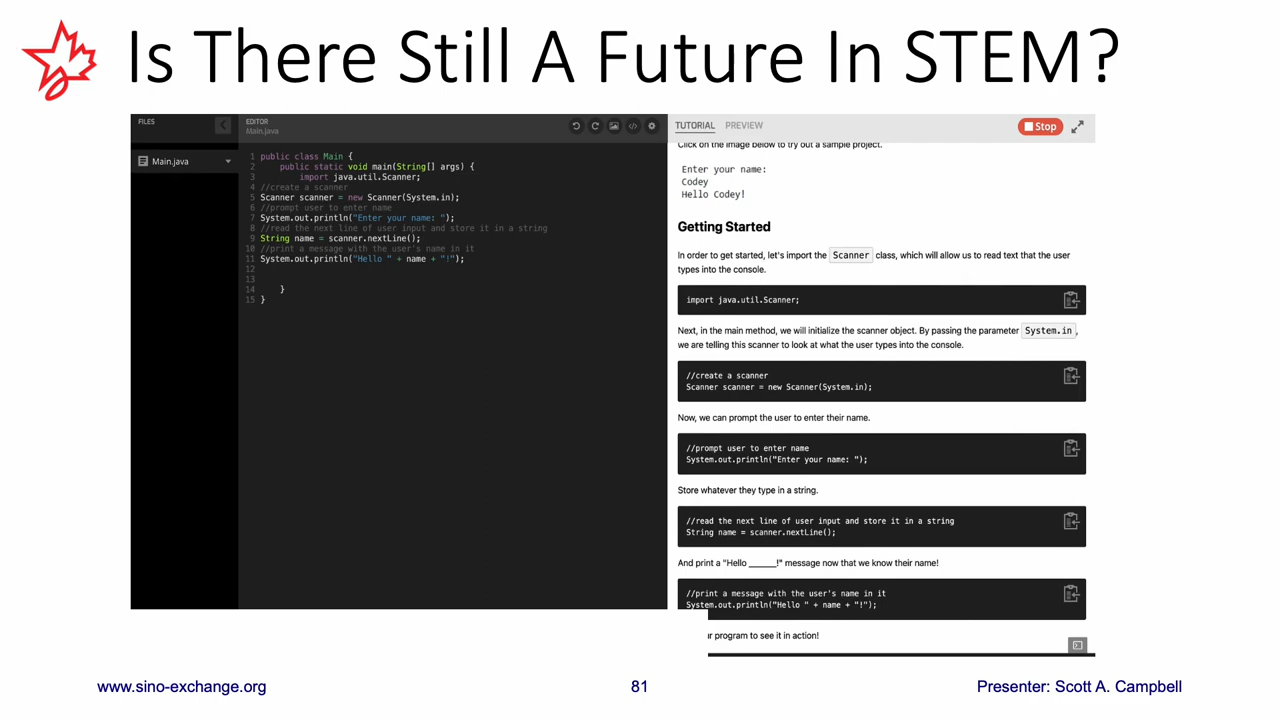 Is There Still A Future In STEM?
FILES
Main.java
EDITOR
Main.java
1 public class Main {
2 public static void main(String[] args) {
3 import java.util.Scanner;
4 //create a scanner
5 Scanner scanner = new Scanner(System.in);
6 //prompt user to enter name
7 System.out.println("Enter your name: ");
8 //read the next line of user input and store it in a string
9 String name = scanner.nextLine();
10 //print a message with the user's name in it
11 System.out.println("Hello " + name + "!");
12
13
14 }
15 }
TUTORIAL PREVIEW
Stop
Click on the image below to try out a sample project.
Enter your name:
Codey
Hello Codey!
Getting Started
In order to get started, let's import the Scanner class, which will allow us to read text that the user
types into the console.
import java.util.Scanner;
Next, in the main method, we will initialize the scanner object. By passing the parameter System.in,
we are telling this scanner to look at what the user types into the console.
//create a scanner
Scanner scanner = new Scanner(System.in);
Now, we can prompt the user to enter their name.
//prompt user to enter name
System.out.println("Enter your name: ");
Store whatever they type in a string.
//read the next line of user input and store it in a string
String name = scanner.nextLine();
And print a "Hello ______!" message now that we know their name!
//print a message with the user's name in it
System.out.println("Hello " + name + "!");
program to see it in action!
www.sino-exchange.org
81
Presenter: Scott A. Campbell